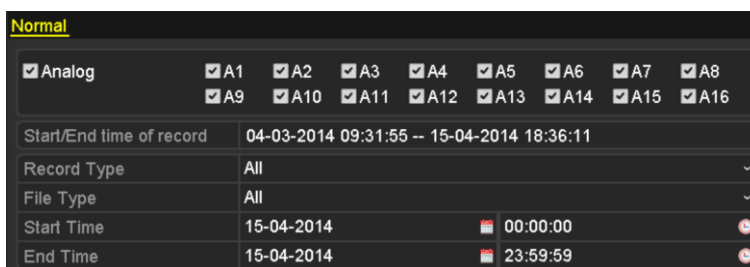 Normal
Analog A1 A2 A3 A4 A5 A6 A7 A8
A9 A10 A11 A12 A13 A14 A15 A16
Start/End time of record 04-03-2014 09:31:55 -- 15-04-2014 18:36:11
Record Type All
File Type All
Start Time 15-04-2014 00:00:00
End Time 15-04-2014 23:59:59